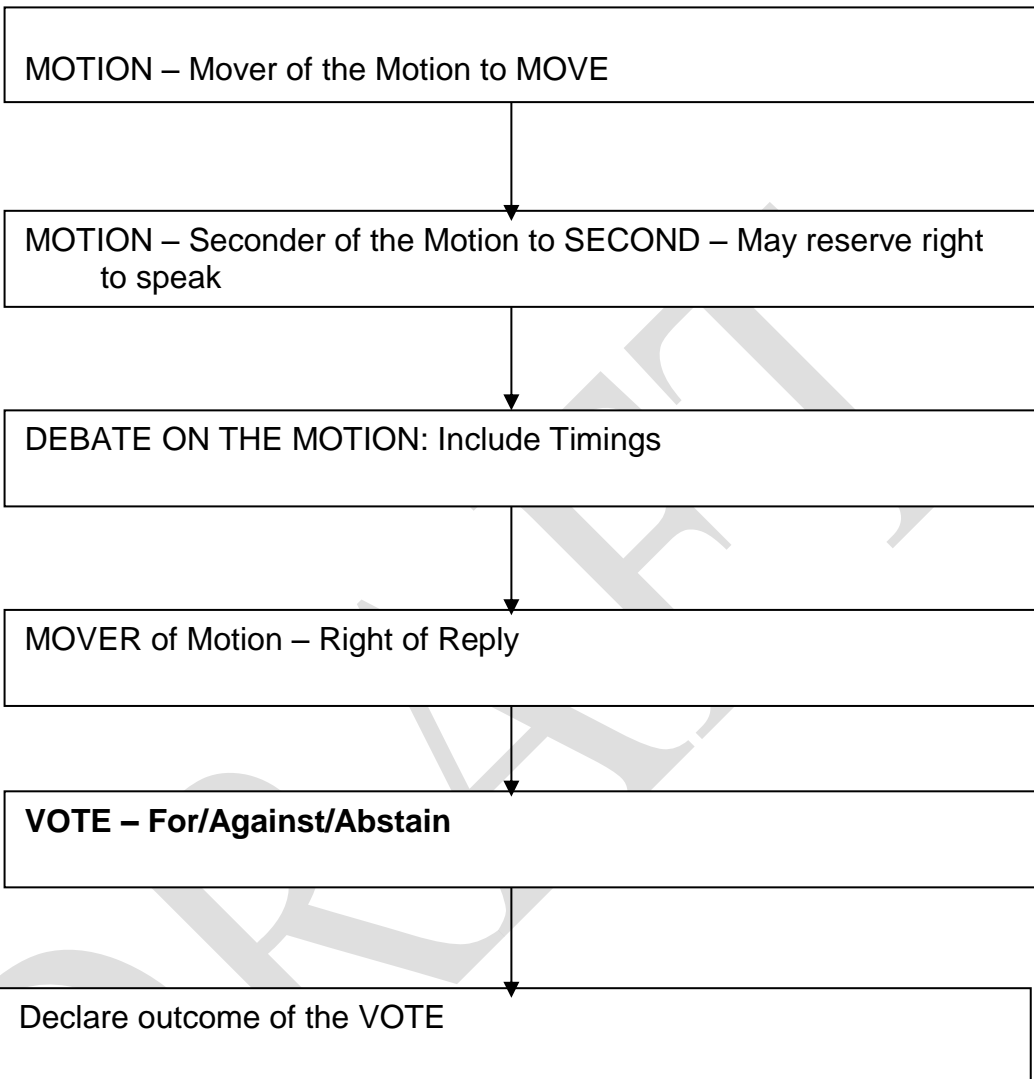 MOTION – Mover of the Motion to MOVE
MOTION – Seconder of the Motion to SECOND – May reserve right
to speak
DEBATE ON THE MOTION: Include Timings
MOVER of Motion – Right of Reply
VOTE – For/Against/Abstain
Declare outcome of the VOTE
DRAFT